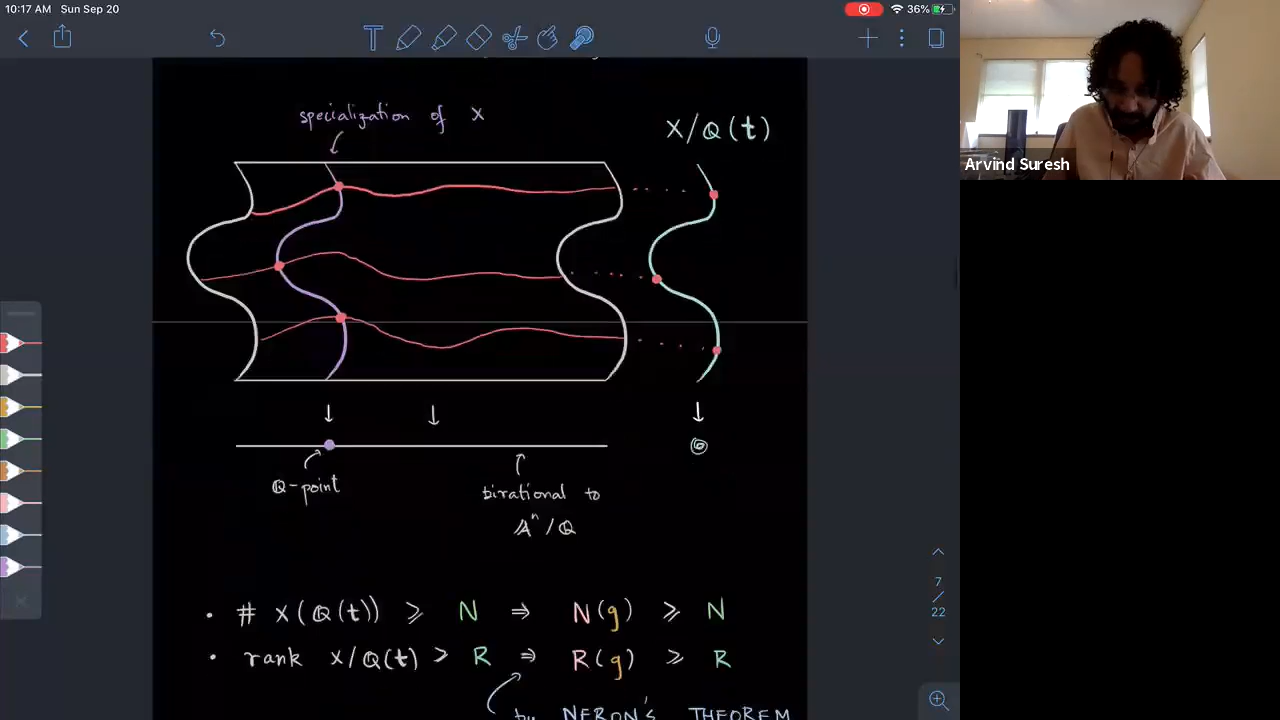 10:17 AM Sun Sep 20
36%
specialization of X
X/Q(t)
Arvind Suresh
Q-point
birational to
Aⁿ/Q
7
/
22
• # X(Q(t)) ≥ N ⇒ N(g) ≥ N
• rank X/Q(t) ≥ R ⇒ R(g) ≥ R
by NERON'S THEOREM